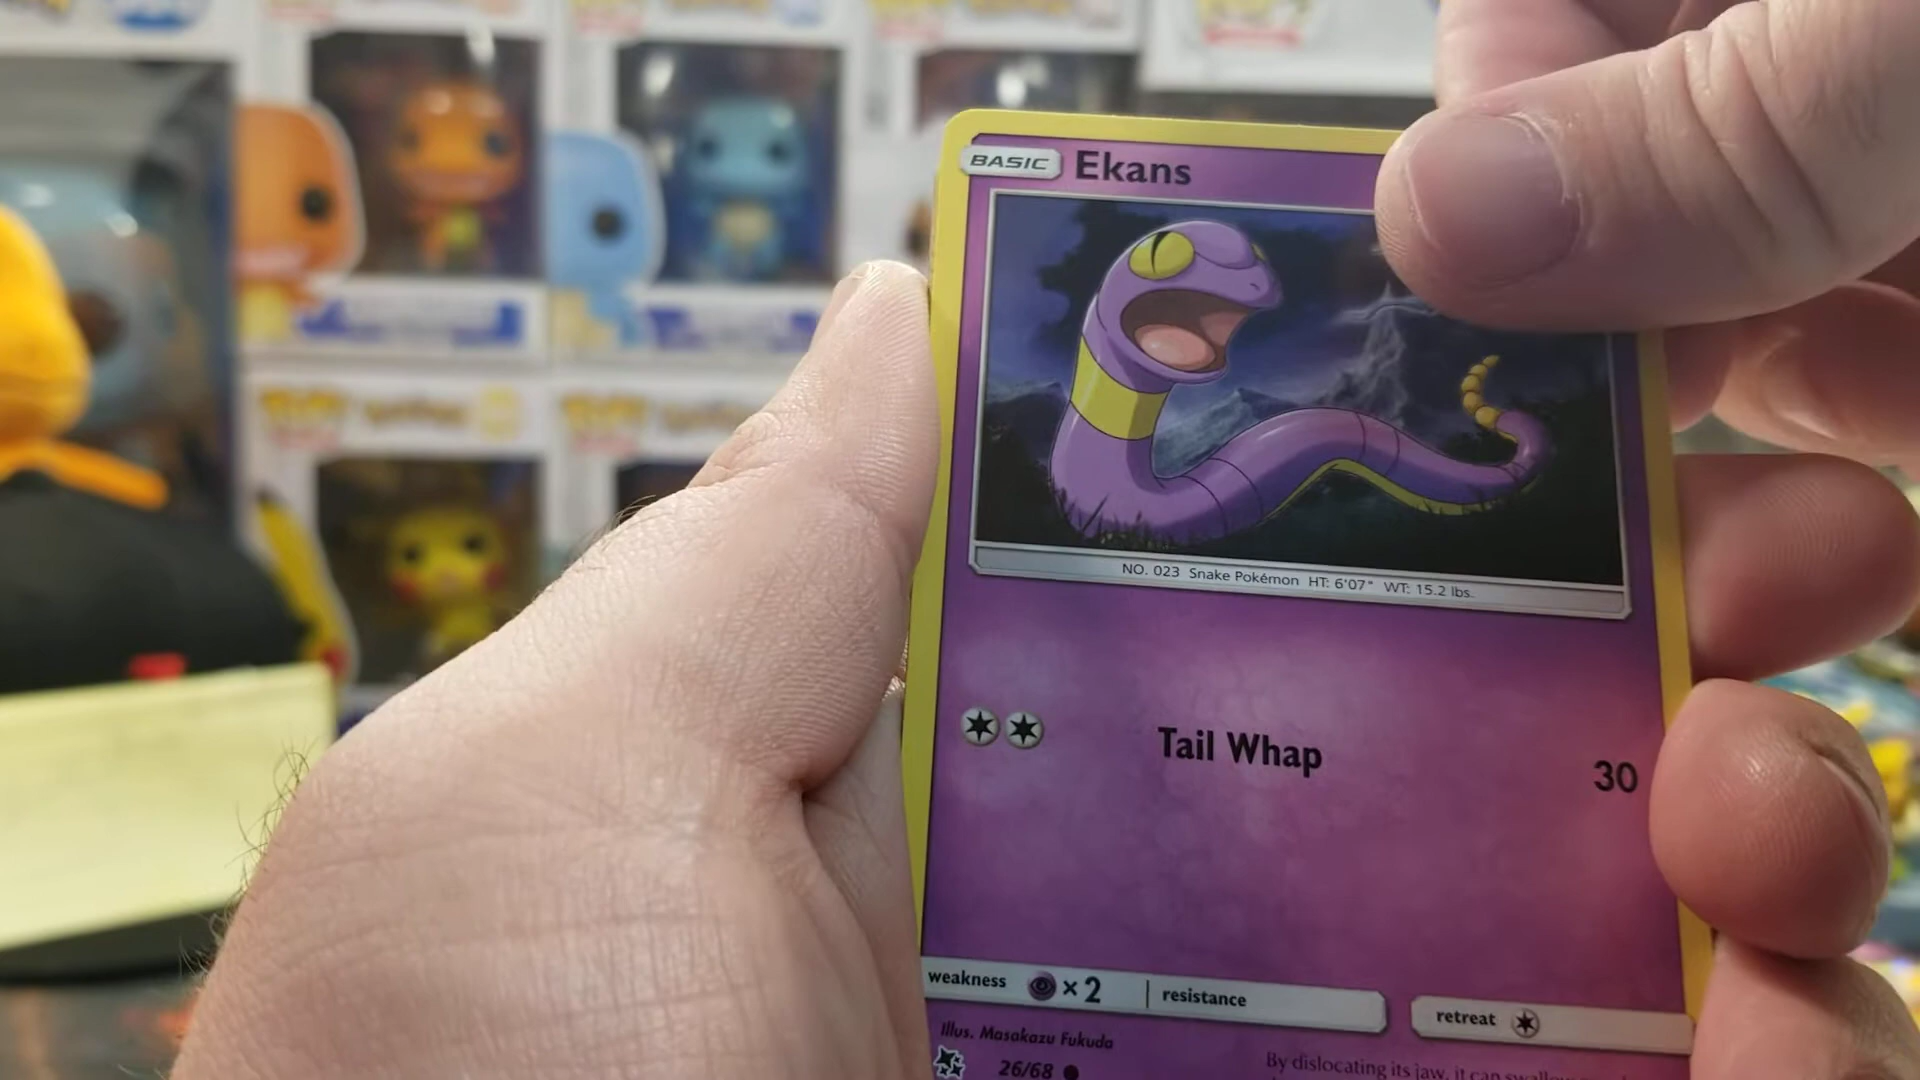 BASIC Ekans
NO. 023 Snake Pokémon HT: 6'07" WT: 15.2 lbs.
Tail Whap 30
weakness ×2 resistance retreat
Illus. Masakazu Fukuda
26/68
By dislocating its jaw, it can swallow